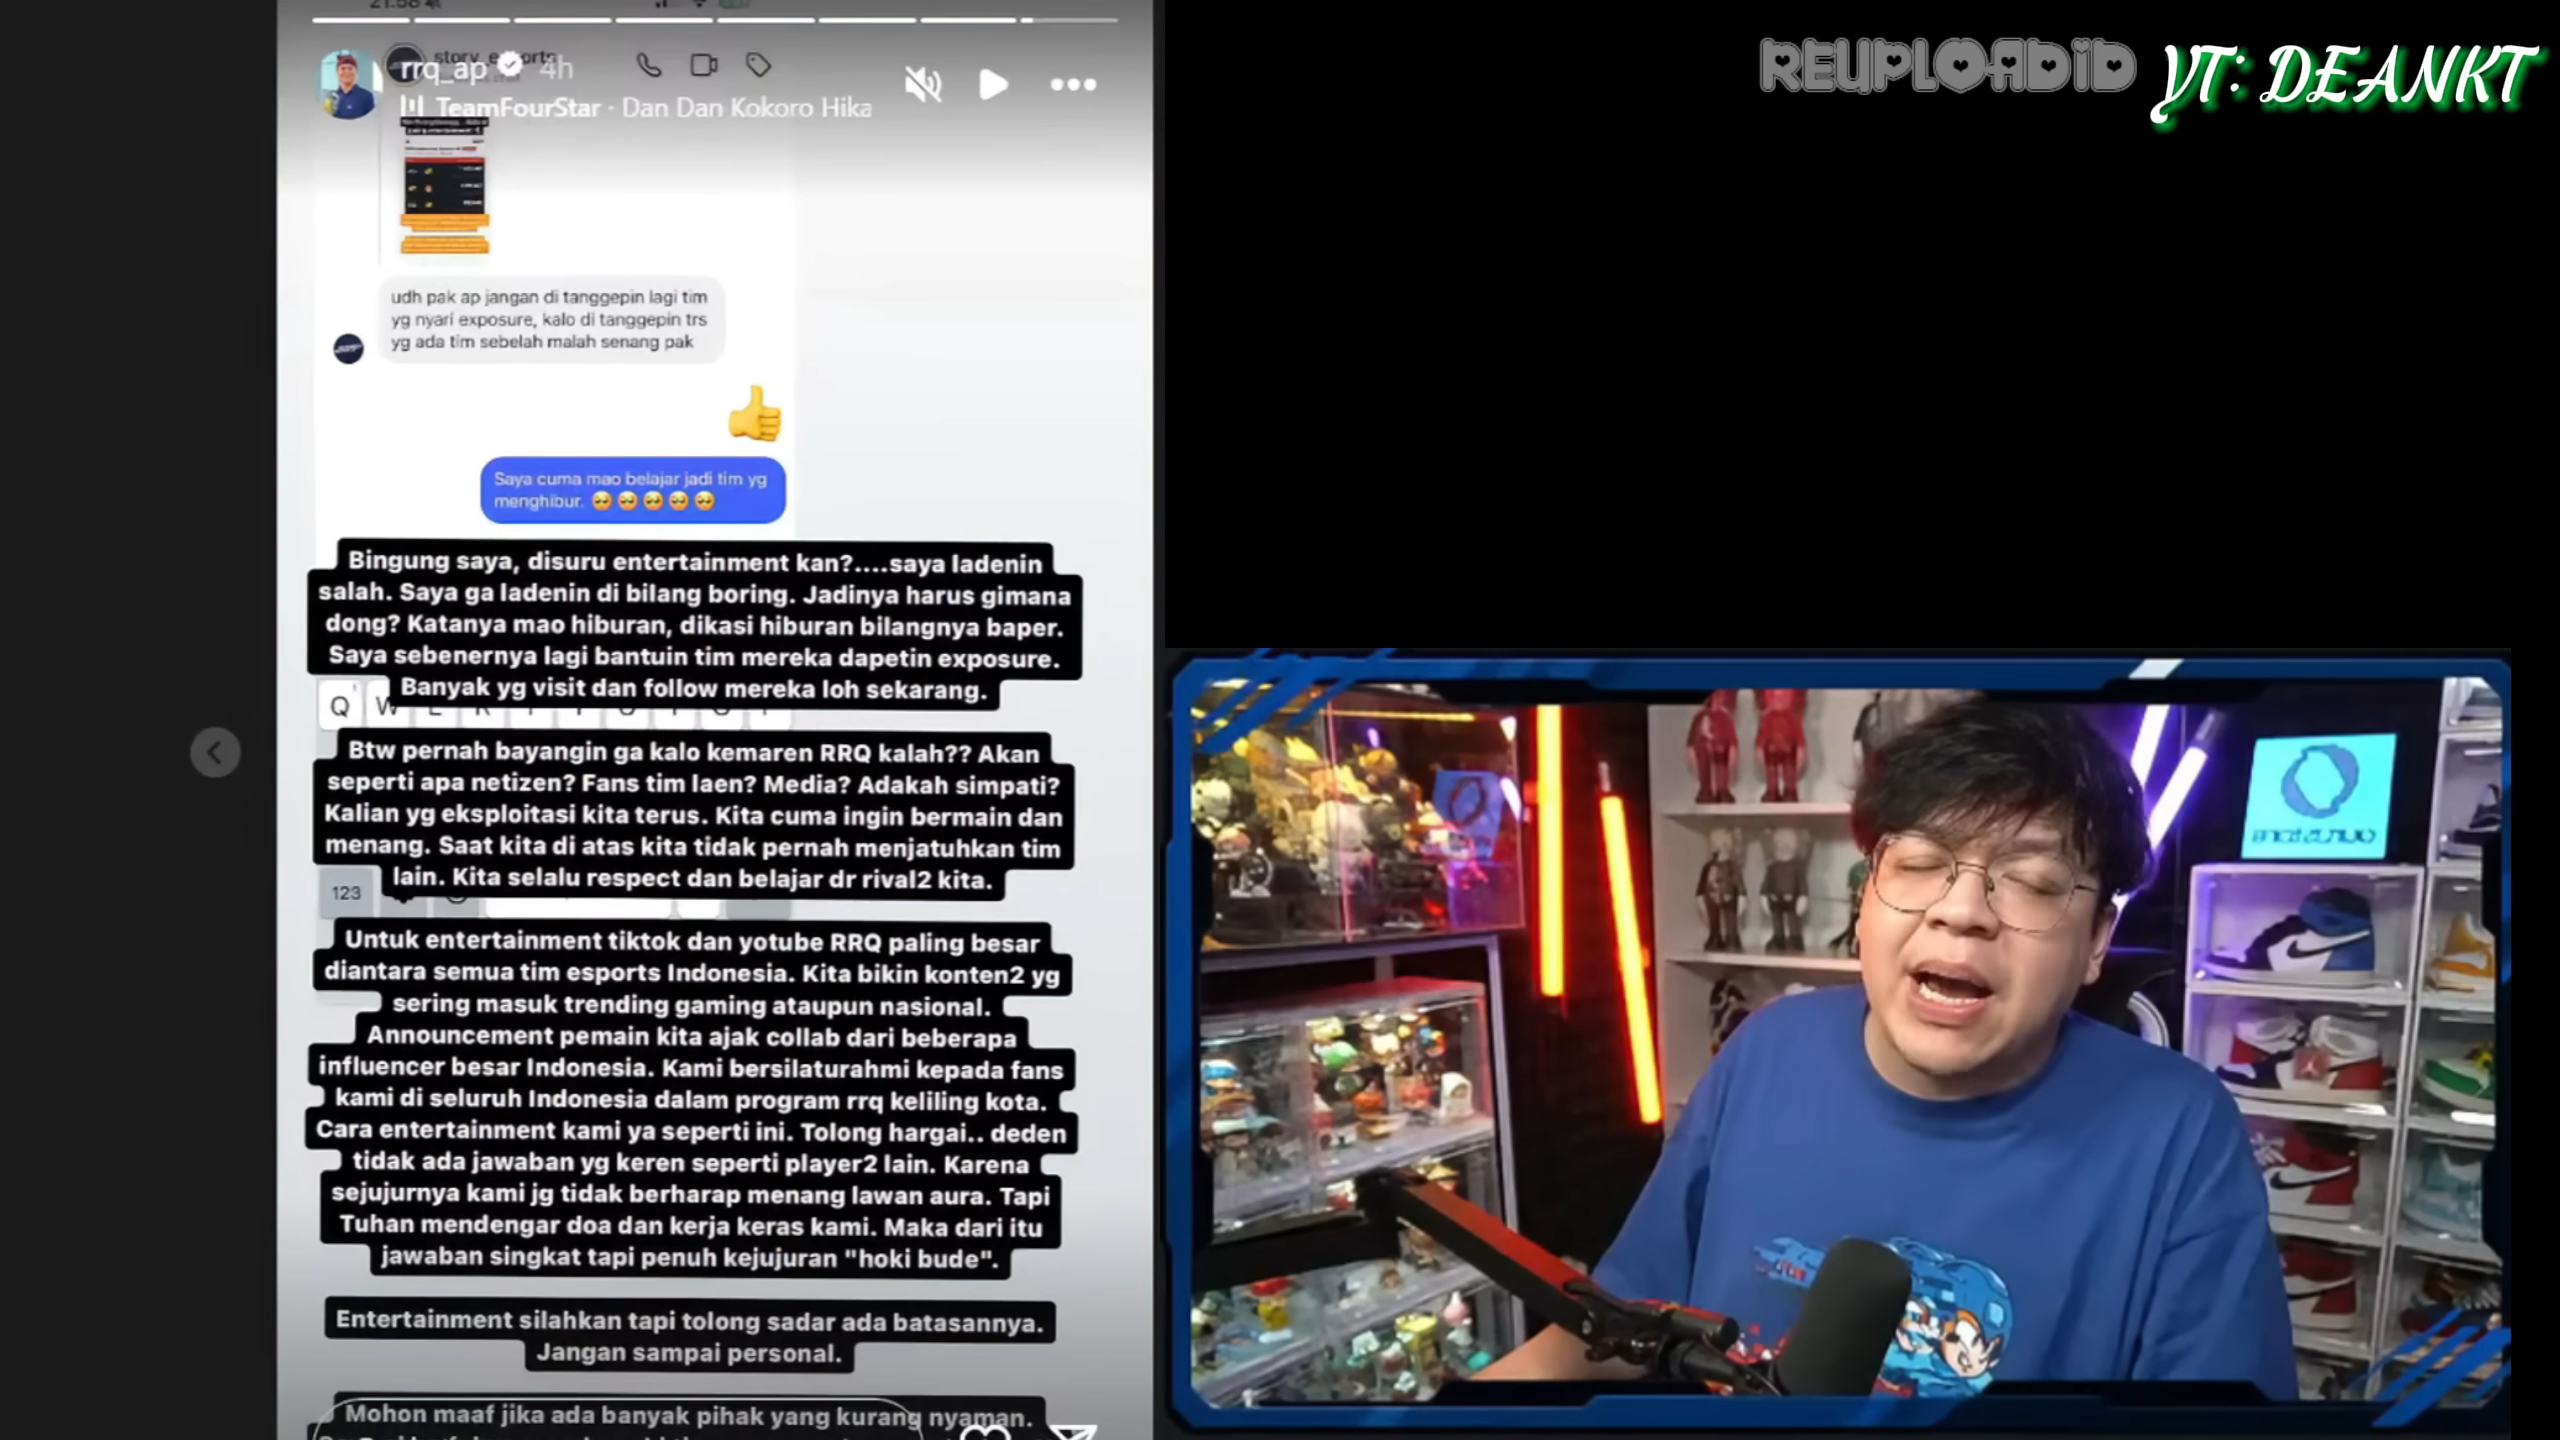 21:58
story_esports
rrq_ap 4h
TeamFourStar · Dan Dan Kokoro Hika
REUPLOADID
YT: DEANKT
udh pak ap jangan di tanggepin lagi tim
yg nyari exposure, kalo di tanggepin trs
yg ada tim sebelah malah senang pak
Saya cuma mao belajar jadi tim yg
menghibur. 🥹🥹🥹🥹🥹
Bingung saya, disuru entertainment kan?....saya ladenin
salah. Saya ga ladenin di bilang boring. Jadinya harus gimana
dong? Katanya mao hiburan, dikasi hiburan bilangnya baper.
Saya sebenernya lagi bantuin tim mereka dapetin exposure.
Banyak yg visit dan follow mereka loh sekarang.
Q W
Btw pernah bayangin ga kalo kemaren RRQ kalah?? Akan
seperti apa netizen? Fans tim laen? Media? Adakah simpati?
Kalian yg eksploitasi kita terus. Kita cuma ingin bermain dan
menang. Saat kita di atas kita tidak pernah menjatuhkan tim
lain. Kita selalu respect dan belajar dr rival2 kita.
123
Untuk entertainment tiktok dan yotube RRQ paling besar
diantara semua tim esports Indonesia. Kita bikin konten2 yg
sering masuk trending gaming ataupun nasional.
Announcement pemain kita ajak collab dari beberapa
influencer besar Indonesia. Kami bersilaturahmi kepada fans
kami di seluruh Indonesia dalam program rrq keliling kota.
Cara entertainment kami ya seperti ini. Tolong hargai.. deden
tidak ada jawaban yg keren seperti player2 lain. Karena
sejujurnya kami jg tidak berharap menang lawan aura. Tapi
Tuhan mendengar doa dan kerja keras kami. Maka dari itu
jawaban singkat tapi penuh kejujuran "hoki bude".
Entertainment silahkan tapi tolong sadar ada batasannya.
Jangan sampai personal.
Mohon maaf jika ada banyak pihak yang kurang nyaman.